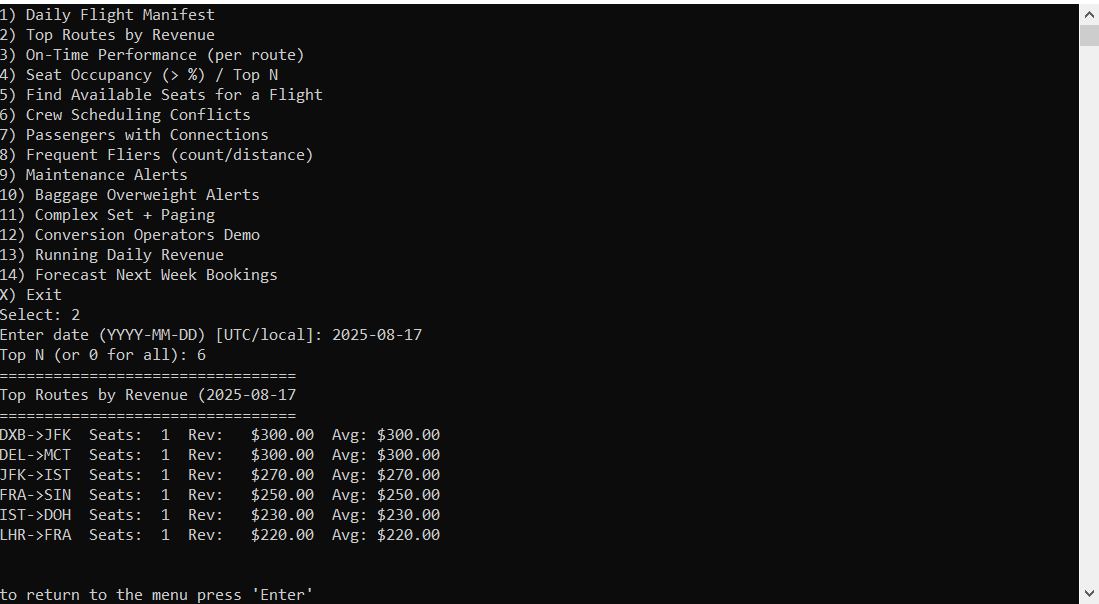 1) Daily Flight Manifest
2) Top Routes by Revenue
3) On-Time Performance (per route)
4) Seat Occupancy (> %) / Top N
5) Find Available Seats for a Flight
6) Crew Scheduling Conflicts
7) Passengers with Connections
8) Frequent Fliers (count/distance)
9) Maintenance Alerts
10) Baggage Overweight Alerts
11) Complex Set + Paging
12) Conversion Operators Demo
13) Running Daily Revenue
14) Forecast Next Week Bookings
X) Exit
Select: 2
Enter date (YYYY-MM-DD) [UTC/local]: 2025-08-17
Top N (or 0 for all): 6
=================================
Top Routes by Revenue (2025-08-17
=================================
DXB->JFK  Seats:  1  Rev:   $300.00  Avg: $300.00
DEL->MCT  Seats:  1  Rev:   $300.00  Avg: $300.00
JFK->IST  Seats:  1  Rev:   $270.00  Avg: $270.00
FRA->SIN  Seats:  1  Rev:   $250.00  Avg: $250.00
IST->DOH  Seats:  1  Rev:   $230.00  Avg: $230.00
LHR->FRA  Seats:  1  Rev:   $220.00  Avg: $220.00
to return to the menu press 'Enter'